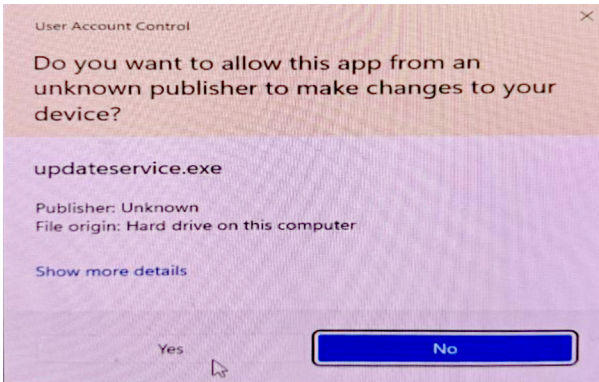 User Account Control
Do you want to allow this app from an
unknown publisher to make changes to your
device?
updateservice.exe
Publisher: Unknown
File origin: Hard drive on this computer
Show more details
Yes
No